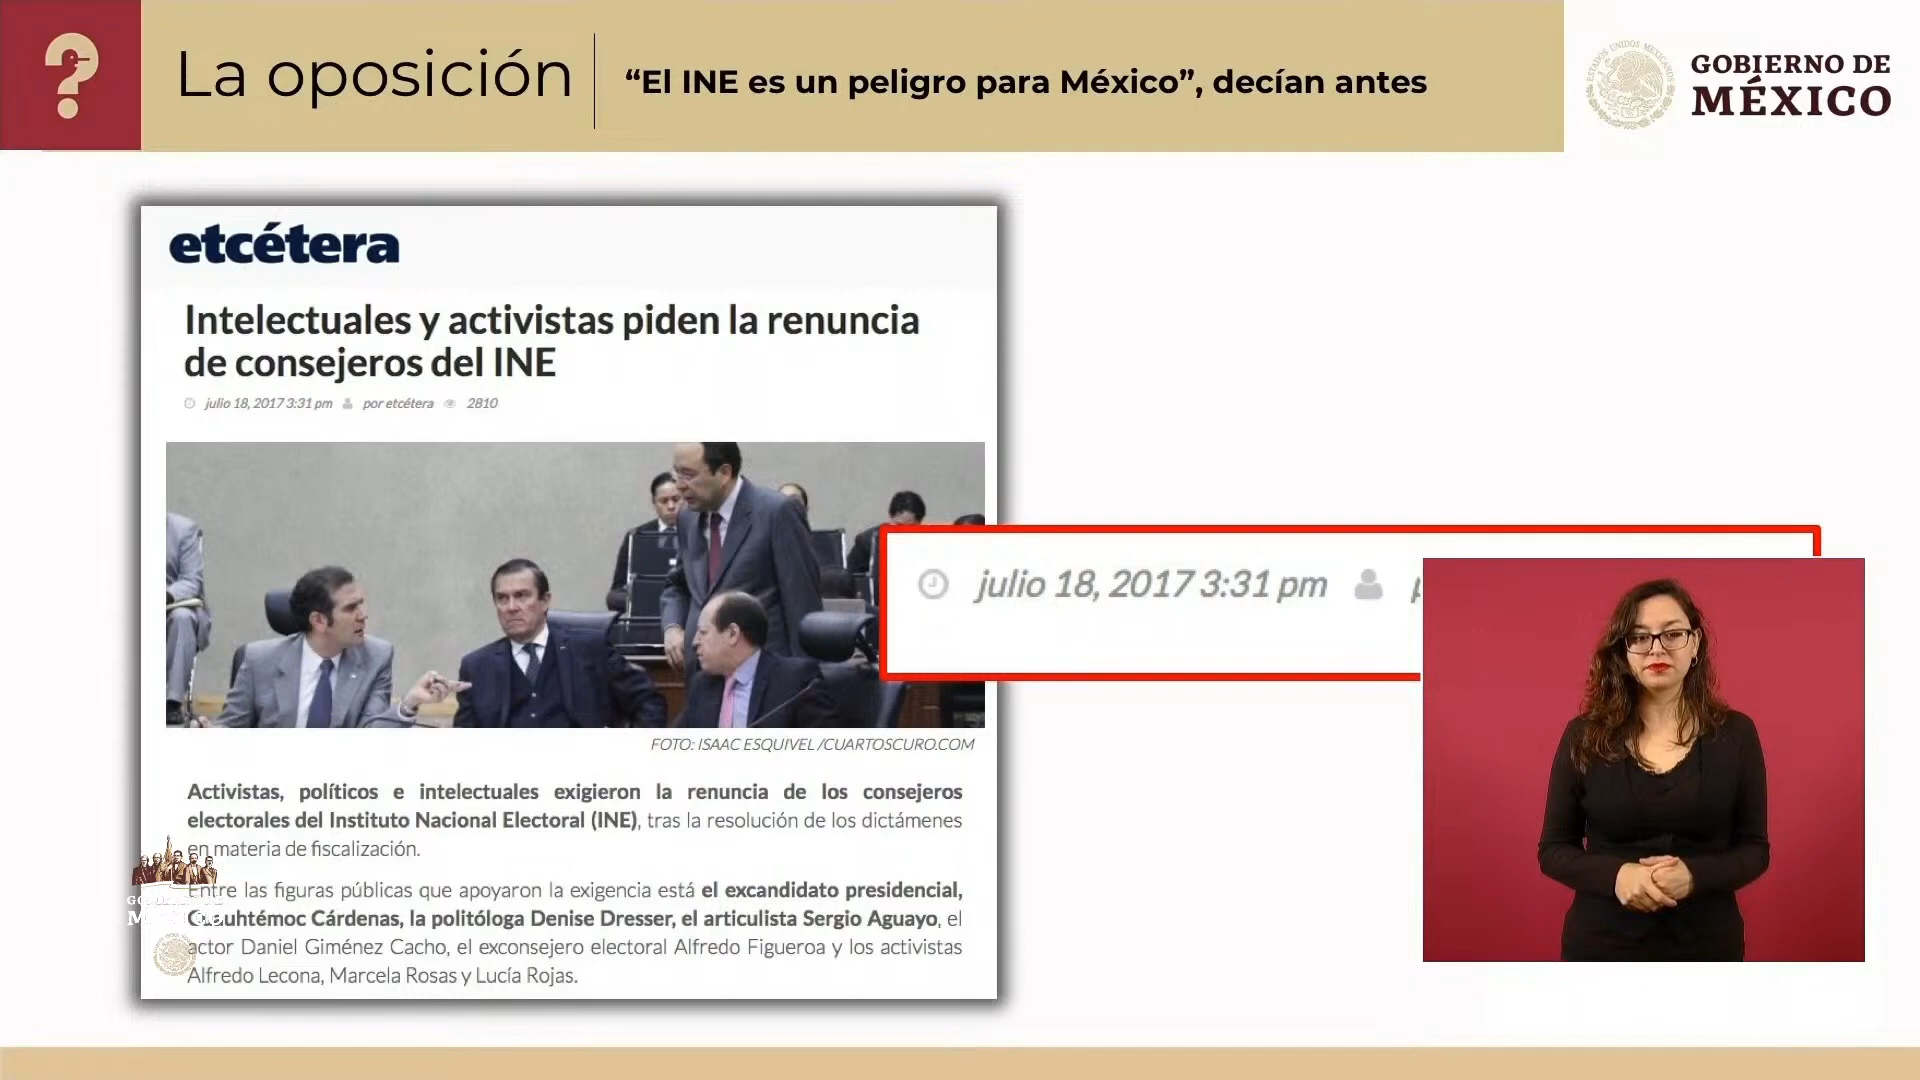 La oposición
“El INE es un peligro para México”, decían antes
GOBIERNO DE
MÉXICO
etcétera
Intelectuales y activistas piden la renuncia
de consejeros del INE
julio 18, 2017 3:31 pm por etcétera 2810
julio 18, 2017 3:31 pm
FOTO: ISAAC ESQUIVEL /CUARTOSCURO.COM
Activistas, políticos e intelectuales exigieron la renuncia de los consejeros
electorales del Instituto Nacional Electoral (INE), tras la resolución de los dictámenes
en materia de fiscalización.
Entre las figuras públicas que apoyaron la exigencia está el excandidato presidencial,
Cuauhtémoc Cárdenas, la politóloga Denise Dresser, el articulista Sergio Aguayo, el
actor Daniel Giménez Cacho, el exconsejero electoral Alfredo Figueroa y los activistas
Alfredo Lecona, Marcela Rosas y Lucía Rojas.